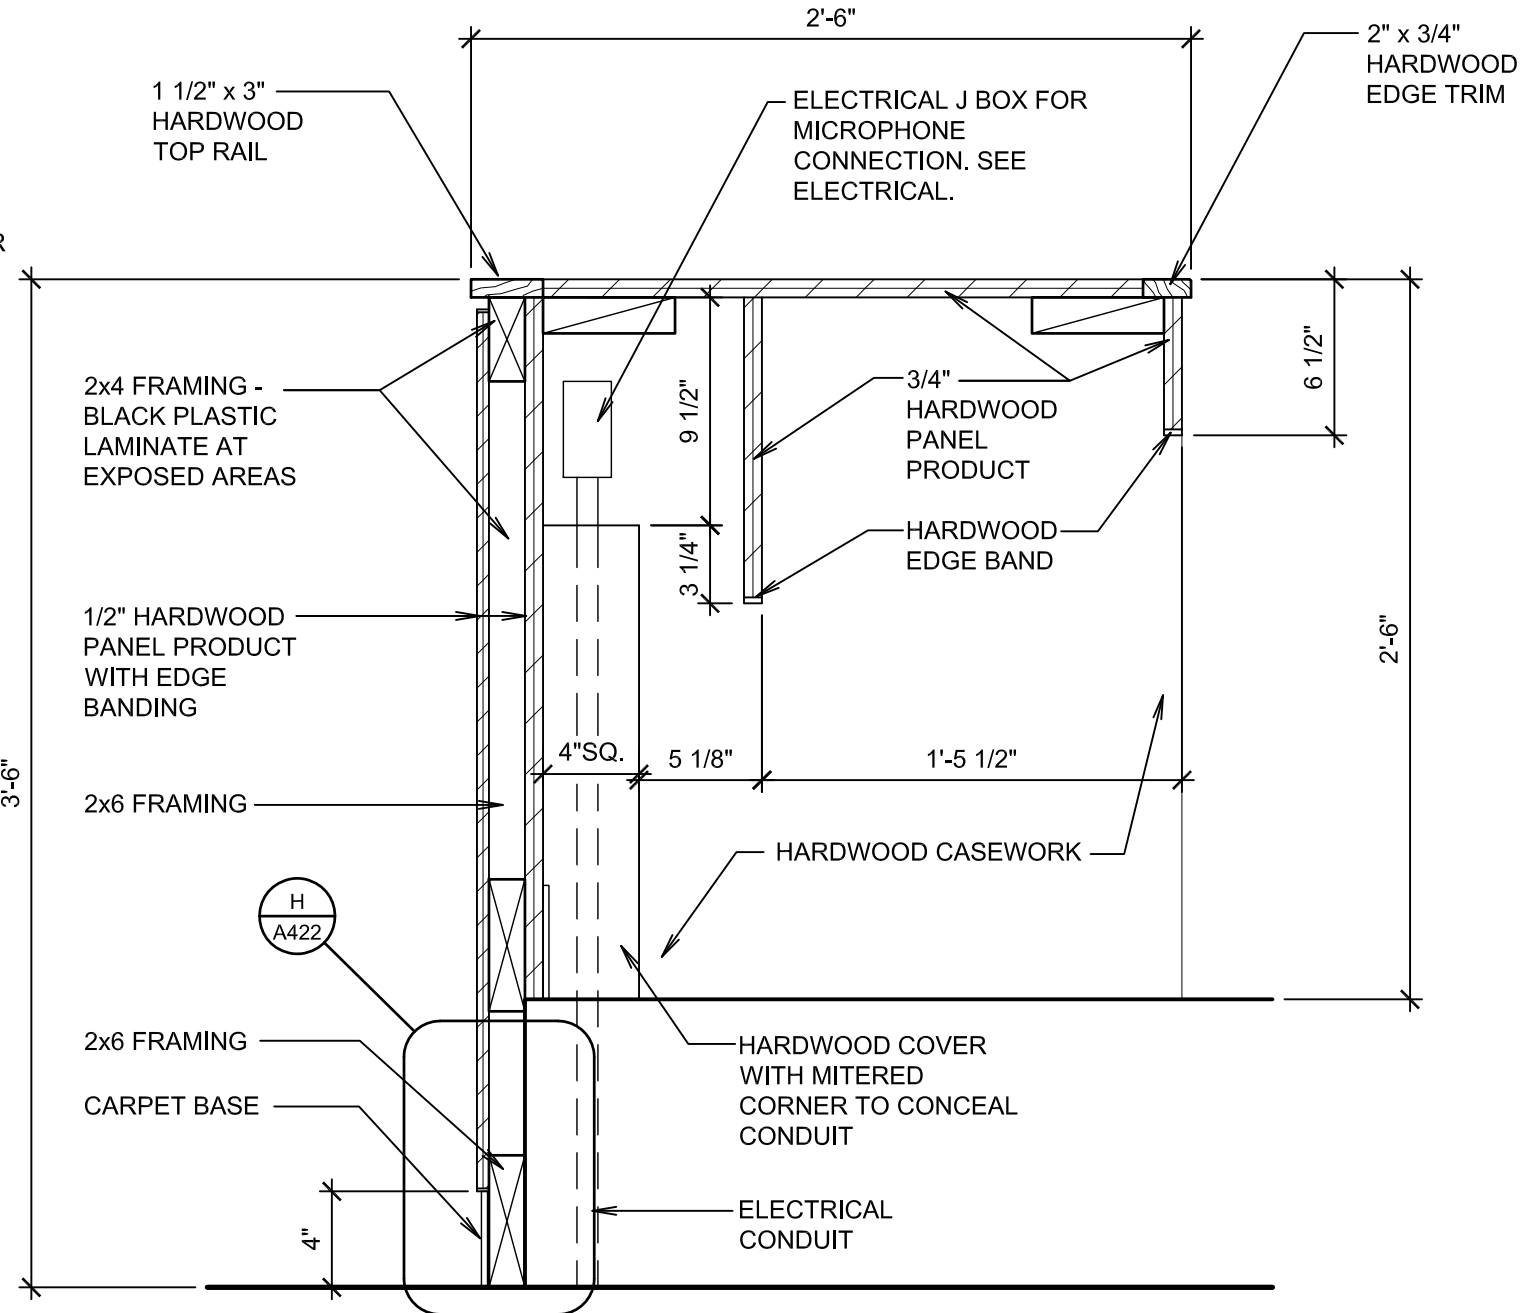 2'-6"
2" x 3/4"
HARDWOOD
EDGE TRIM
1 1/2" x 3"
HARDWOOD
TOP RAIL
ELECTRICAL J BOX FOR
MICROPHONE
CONNECTION. SEE
ELECTRICAL.
R
2x4 FRAMING -
BLACK PLASTIC
LAMINATE AT
EXPOSED AREAS
9 1/2"
3/4"
HARDWOOD
PANEL
PRODUCT
6 1/2"
HARDWOOD
EDGE BAND
3 1/4"
1/2" HARDWOOD
PANEL PRODUCT
WITH EDGE
BANDING
2'-6"
4"SQ.
5 1/8"
1'-5 1/2"
3'-6"
2x6 FRAMING
HARDWOOD CASEWORK
H
A422
2x6 FRAMING
HARDWOOD COVER
WITH MITERED
CORNER TO CONCEAL
CONDUIT
CARPET BASE
4"
ELECTRICAL
CONDUIT